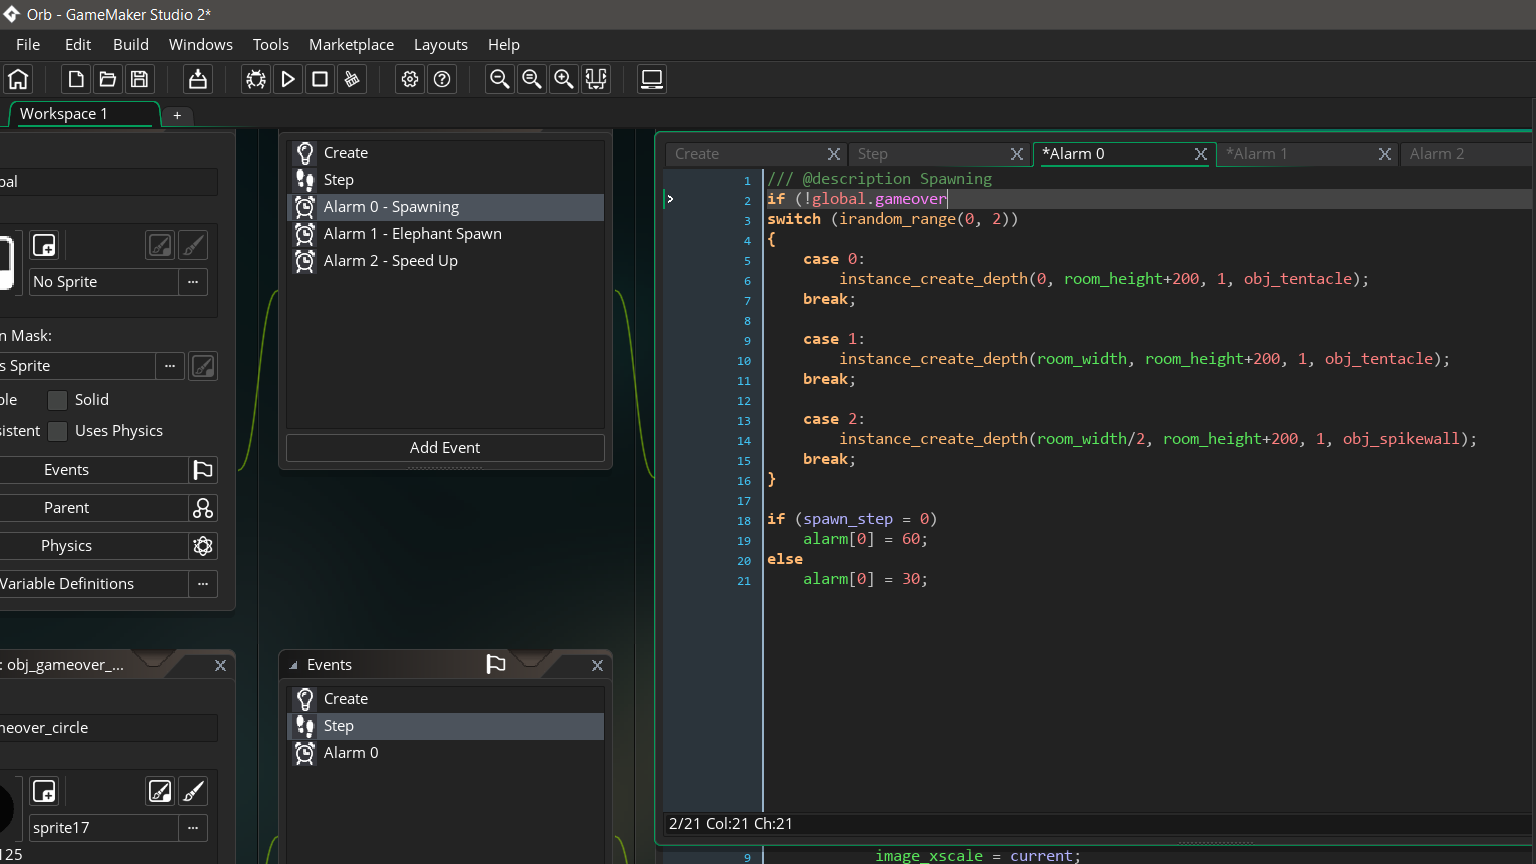 Orb - GameMaker Studio 2*
File Edit Build Windows Tools Marketplace Layouts Help
Workspace 1 +
bal
No Sprite ...
n Mask:
s Sprite ...
ble Solid
sistent Uses Physics
Events
Parent
Physics
Variable Definitions ...
Create
Step
Alarm 0 - Spawning
Alarm 1 - Elephant Spawn
Alarm 2 - Speed Up
Add Event
Create X Step X *Alarm 0 X *Alarm 1 X Alarm 2
1 /// @description Spawning
2 if (!global.gameover
3 switch (irandom_range(0, 2))
4 {
5 case 0:
6 instance_create_depth(0, room_height+200, 1, obj_tentacle);
7 break;
8
9 case 1:
10 instance_create_depth(room_width, room_height+200, 1, obj_tentacle);
11 break;
12
13 case 2:
14 instance_create_depth(room_width/2, room_height+200, 1, obj_spikewall);
15 break;
16 }
17
18 if (spawn_step = 0)
19 alarm[0] = 60;
20 else
21 alarm[0] = 30;
2/21 Col:21 Ch:21
: obj_gameover_...
meover_circle
sprite17 ...
125
Events
Create
Step
Alarm 0
9 image_xscale = current;